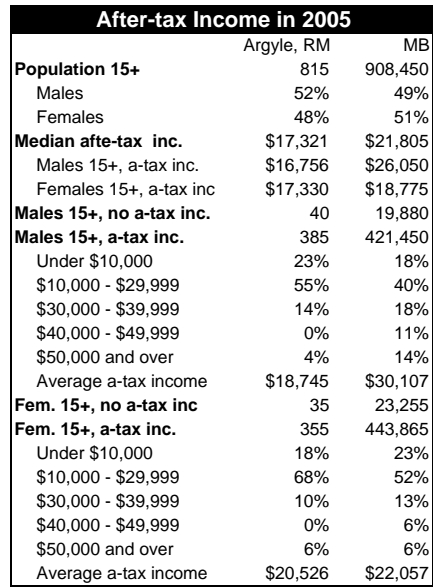 After-tax Income in 2005
Argyle, RM MB
Population 15+ 815 908,450
Males 52% 49%
Females 48% 51%
Median afte-tax inc. $17,321 $21,805
Males 15+, a-tax inc. $16,756 $26,050
Females 15+, a-tax inc $17,330 $18,775
Males 15+, no a-tax inc. 40 19,880
Males 15+, a-tax inc. 385 421,450
Under $10,000 23% 18%
$10,000 - $29,999 55% 40%
$30,000 - $39,999 14% 18%
$40,000 - $49,999 0% 11%
$50,000 and over 4% 14%
Average a-tax income $18,745 $30,107
Fem. 15+, no a-tax inc 35 23,255
Fem. 15+, a-tax inc. 355 443,865
Under $10,000 18% 23%
$10,000 - $29,999 68% 52%
$30,000 - $39,999 10% 13%
$40,000 - $49,999 0% 6%
$50,000 and over 6% 6%
Average a-tax income $20,526 $22,057